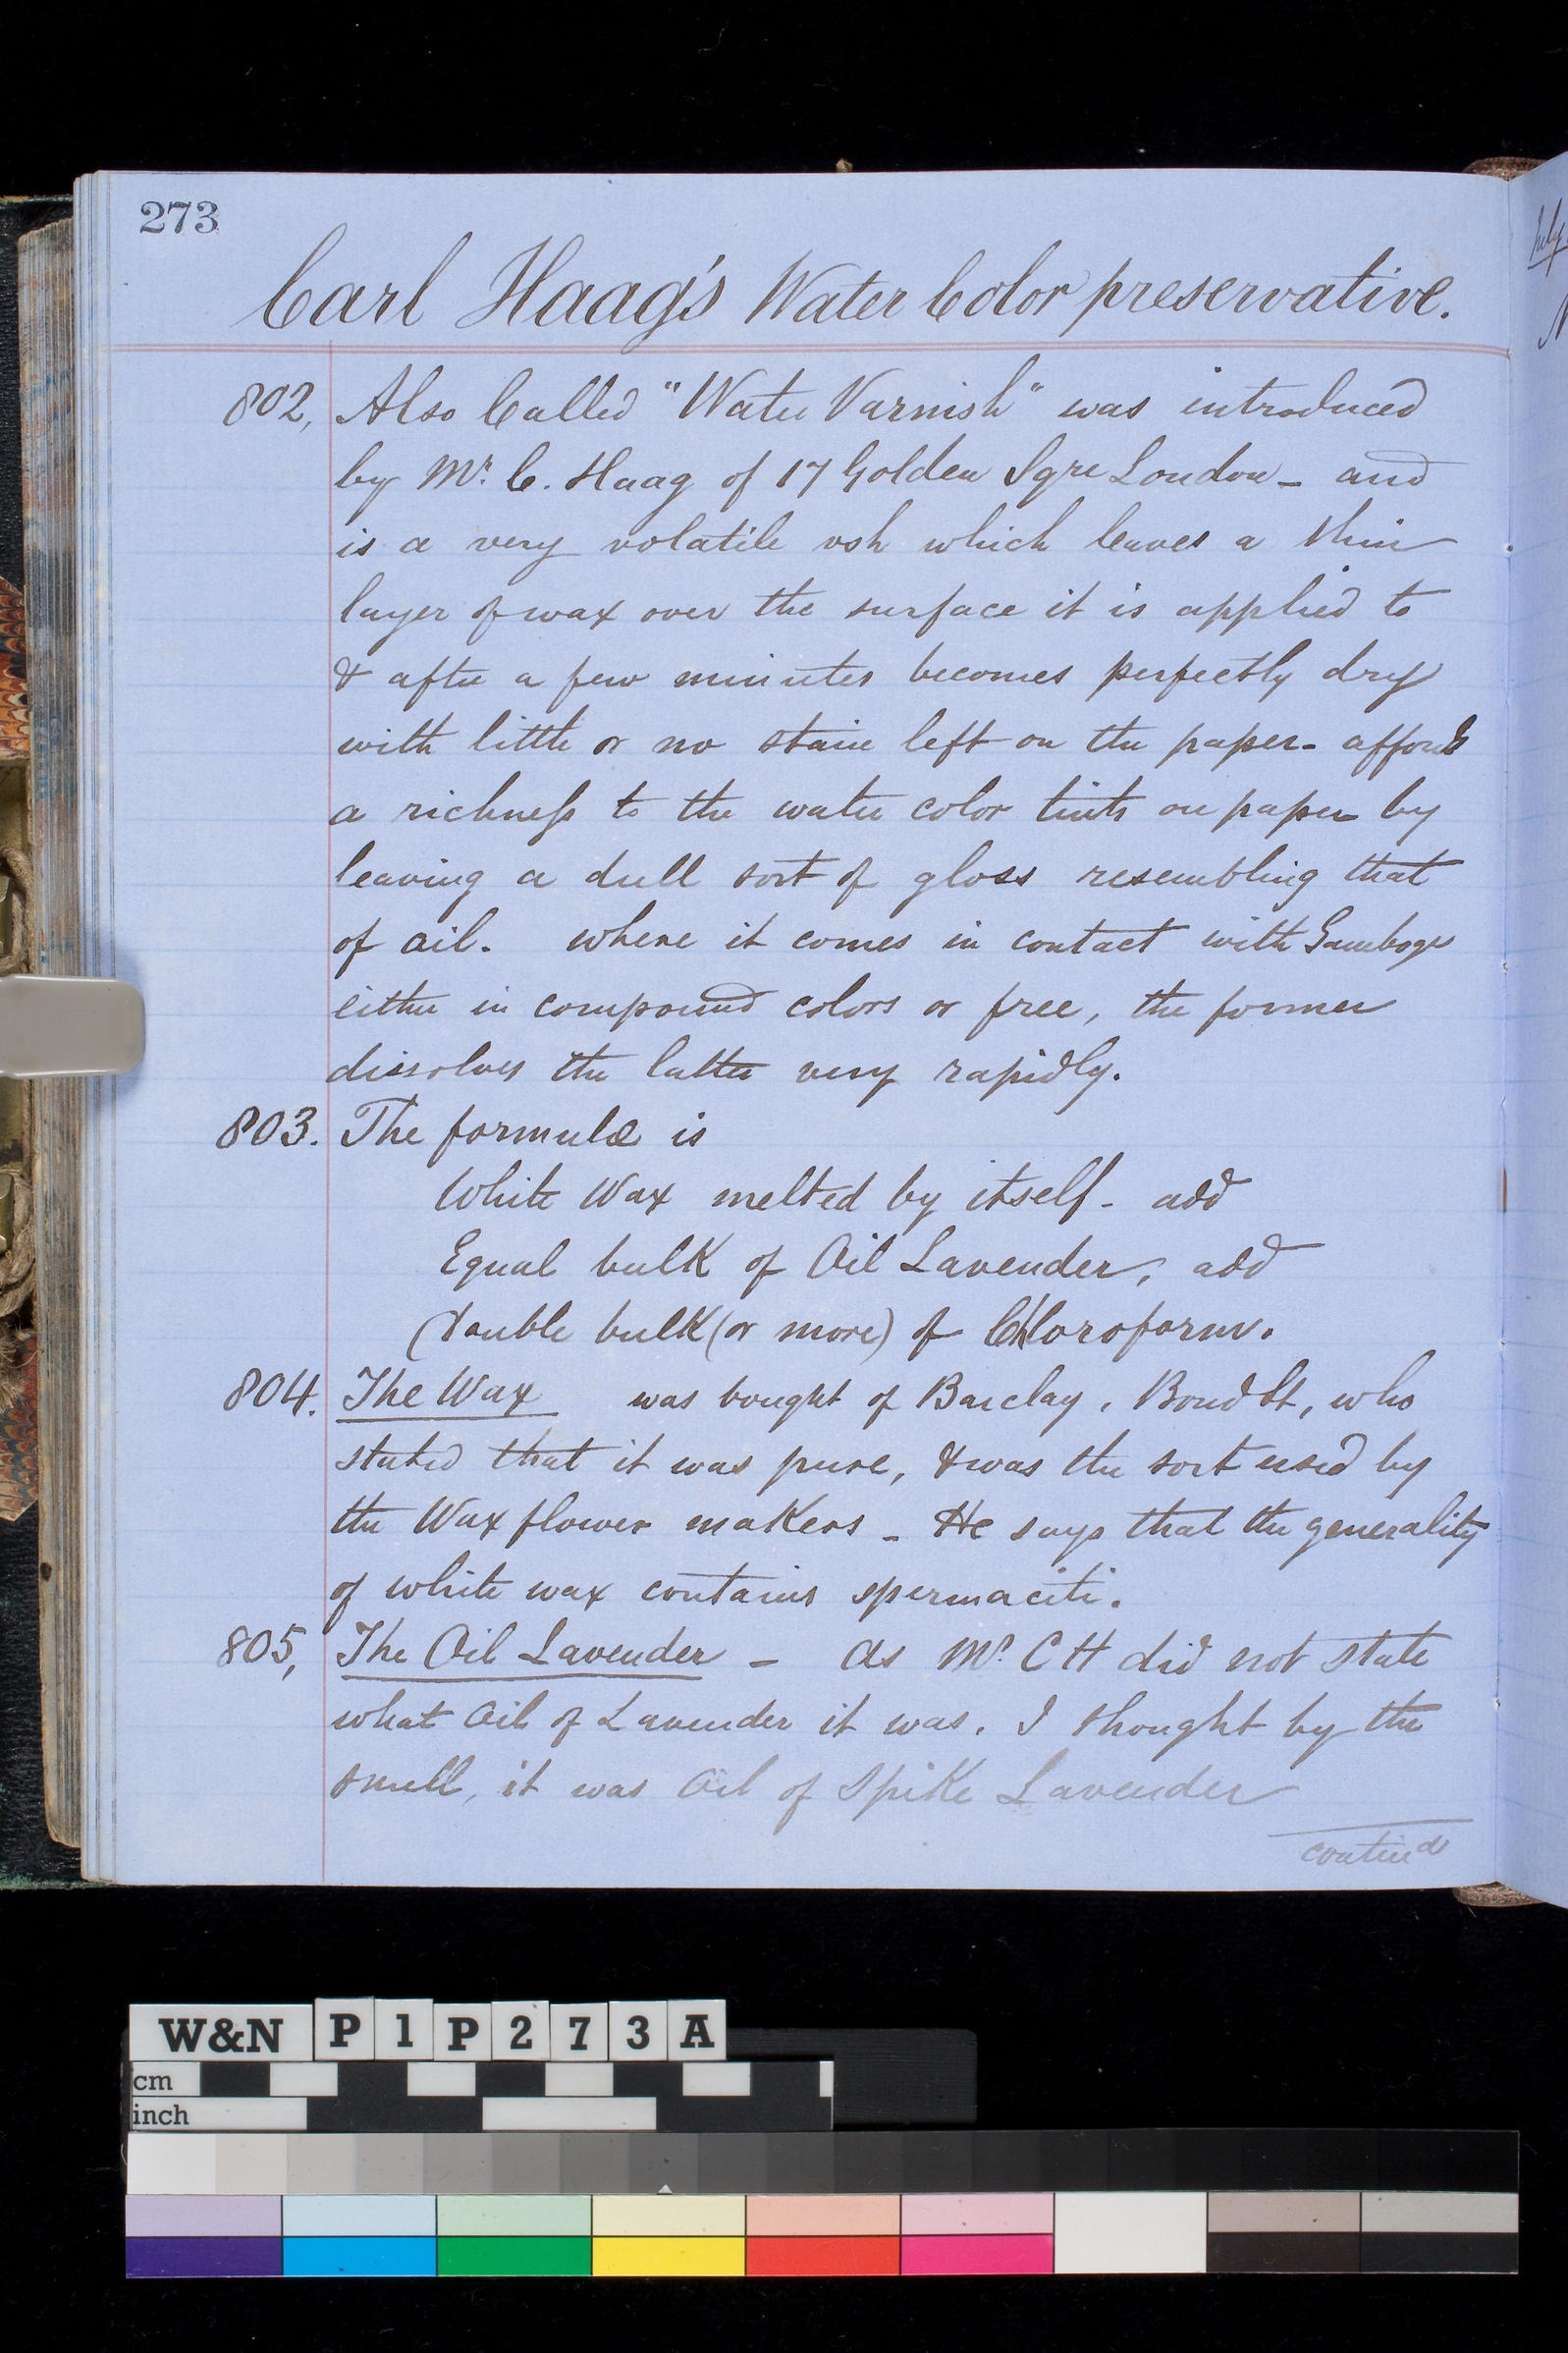 273
Carl Haag's Water Color preservative.
802, Also Called "Water Varnish" was introduced
by Mr. C. Haag of 17 Golden Sqre London - and
is a very volatile vsh which leaves a thin
layer of wax over the surface it is applied to
& after a few minutes becomes perfectly dry
with little or no stain left on the paper - affords
a richness to the water color tints on paper by
leaving a dull sort of gloss resembling that
of oil. where it comes in contact with Gamboge
either in compound colors or free, the former
dissolves the latter very rapidly.
803. The formulæ is
White Wax melted by itself - add
Equal bulk of Oil Lavender, add
double bulk (or more) of Chloroform.
804. The Wax was bought of Barclay, Bond St, who
stated that it was pure, & was the sort used by
the Wax flower makers - He says that the generality
of white wax contains spermaciti.
805, The Oil Lavender - As Mr. C H did not state
what Oil of Lavender it was. I thought by the
smell, it was Oil of Spike Lavender
contind
W&N P1P273A
cm
inch